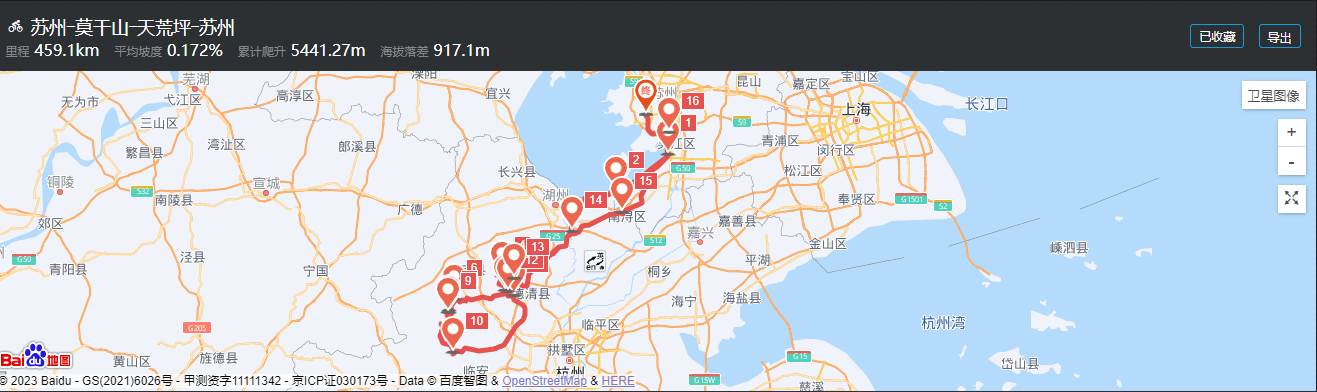 苏州-莫干山-天荒坪-苏州
里程 459.1km 平均坡度 0.172% 累计爬升 5441.27m 海拔落差 917.1m
已收藏
导出
溧阳
芜湖
无为市
弋江区
高淳区
宜兴
终
苏州
昆山
嘉定区
宝山区
上海
长江口
卫星图像
+
-
16
1
S9
三山区
繁昌县
湾沚区
郎溪县
青浦区
闵行区
松江区
G50
2
15
铜陵
S32
南陵县
宣城
长兴县
湖州
14
南浔区
奉贤区
G1501
S2
郊区
广德
G25
S12
嘉善县
嘉兴
金山区
嵊泗县
G50
青阳县
泾县
宁国
13
12
6
9
英
en
桐乡
平湖
德清县
海宁
海盐县
10
G205
临平区
杭州湾
黄山区
旌德县
临安
拱墅区
杭州
G15
岱山县
G15W
慈溪
Bai du 地图
© 2023 Baidu - GS(2021)6026号 - 甲测资字11111342 - 京ICP证030173号 - Data © 百度智图 & OpenStreetMap & HERE